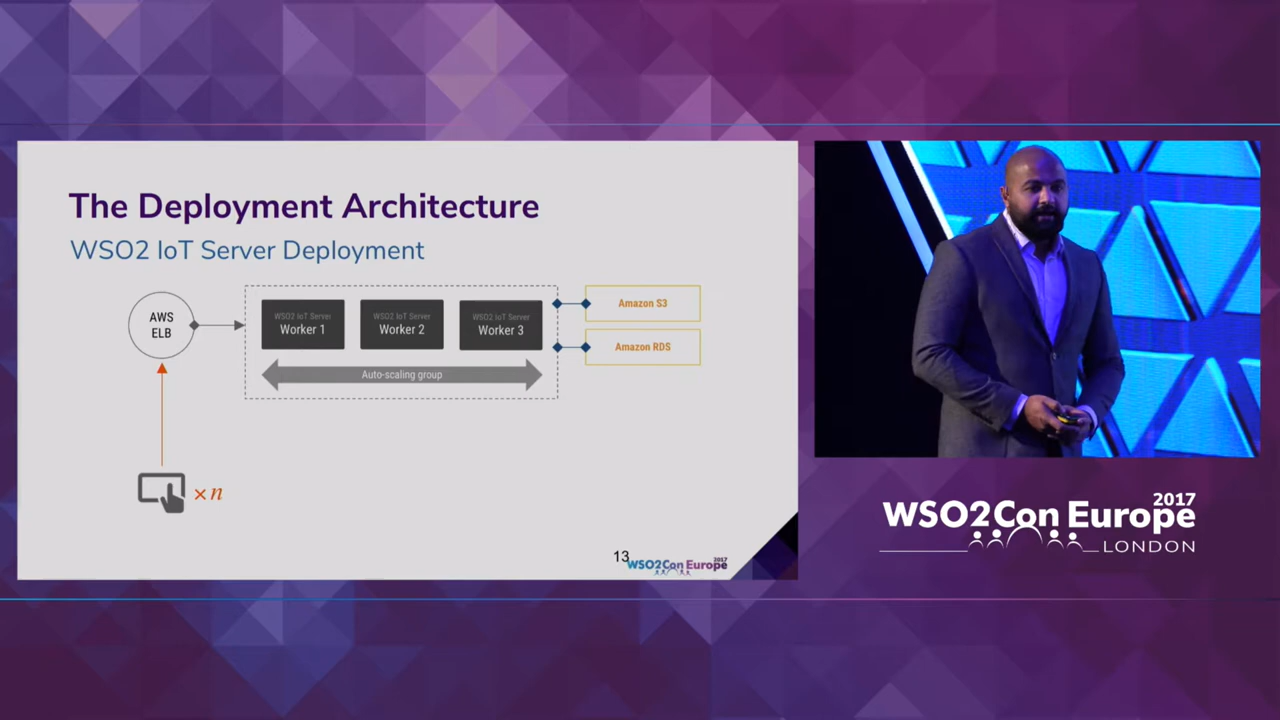 The Deployment Architecture
WSO2 IoT Server Deployment
AWS
ELB
WSO2 IoT Server
Worker 1
WSO2 IoT Server
Worker 2
WSO2 IoT Server
Worker 3
Auto-scaling group
Amazon S3
Amazon RDS
× n
13
WSO2Con Europe 2017
WSO2Con Europe 2017
LONDON